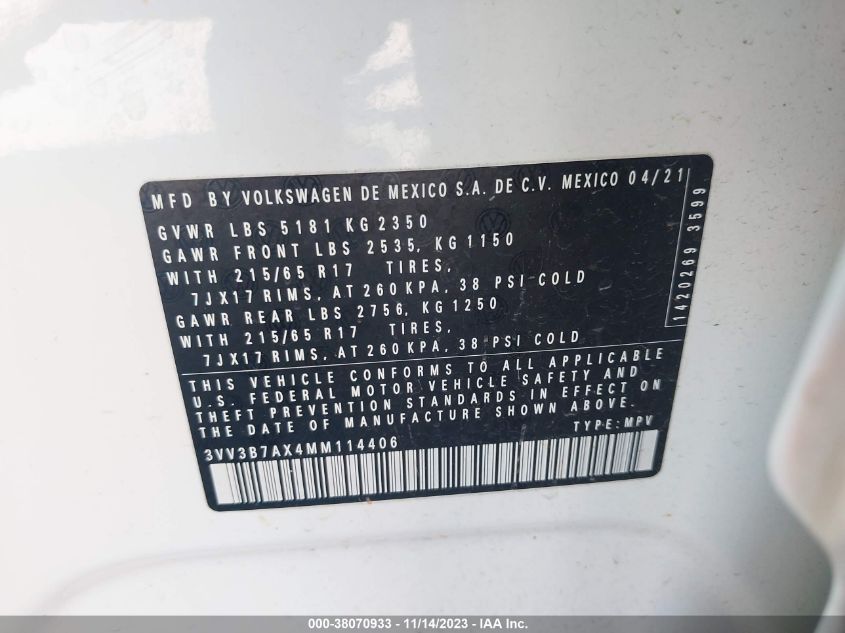 MFD BY VOLKSWAGEN DE MEXICO S.A. DE C.V. MEXICO 04/21
GVWR LBS 5181 KG 2350
GAWR FRONT LBS 2535, KG 1150
WITH 215/65 R17 TIRES,
7JX17 RIMS, AT 260 KPA, 38 PSI COLD
GAWR REAR LBS 2756, KG 1250
WITH 215/65 R17 TIRES,
7JX17 RIMS, AT 260 KPA, 38 PSI COLD
1420269 3599
THIS VEHICLE CONFORMS TO ALL APPLICABLE
U.S. FEDERAL MOTOR VEHICLE SAFETY AND
THEFT PREVENTION STANDARDS IN EFFECT ON
THE DATE OF MANUFACTURE SHOWN ABOVE.
TYPE: MPV
3VV3B7AX4MM114406
000-38070933 - 11/14/2023 - IAA Inc.